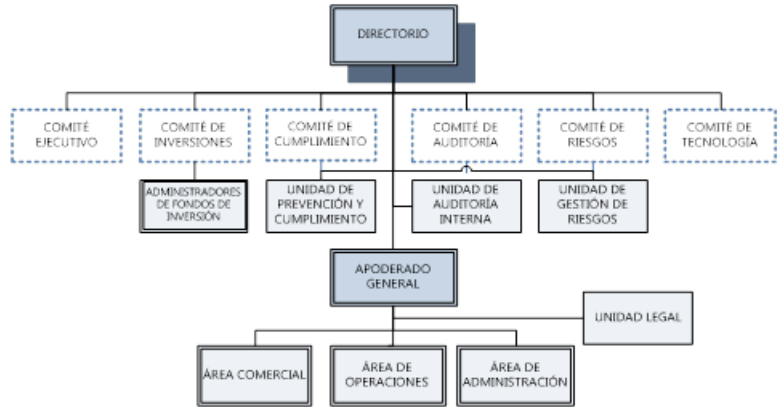 DIRECTORIO
COMITÉ
EJECUTIVO
COMITÉ DE
INVERSIONES
COMITÉ DE
CUMPLIMIENTO
COMITÉ DE
AUDITORÍA
COMITÉ DE
RIESGOS
COMITÉ DE
TECNOLOGÍA
ADMINISTRADORES
DE FONDOS DE
INVERSIÓN
UNIDAD DE
PREVENCIÓN Y
CUMPLIMIENTO
UNIDAD DE
AUDITORÍA
INTERNA
UNIDAD DE
GESTIÓN DE
RIESGOS
APODERADO
GENERAL
UNIDAD LEGAL
ÁREA COMERCIAL
ÁREA DE
OPERACIONES
ÁREA DE
ADMINISTRACIÓN